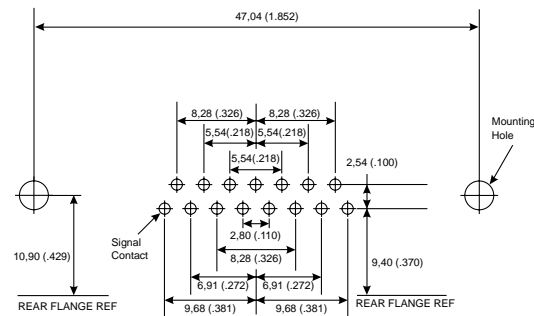 47,04 (1.852)
8,28 (.326)
8,28 (.326)
5,54(.218)
5,54(.218)
5,54(.218)
Mounting
Hole
2,54 (.100)
Signal
Contact
2,80 (.110)
10,90 (.429)
8,28 (.326)
9,40 (.370)
6,91 (.272)
6,91 (.272)
REAR FLANGE REF
9,68 (.381)
9,68 (.381)
REAR FLANGE REF